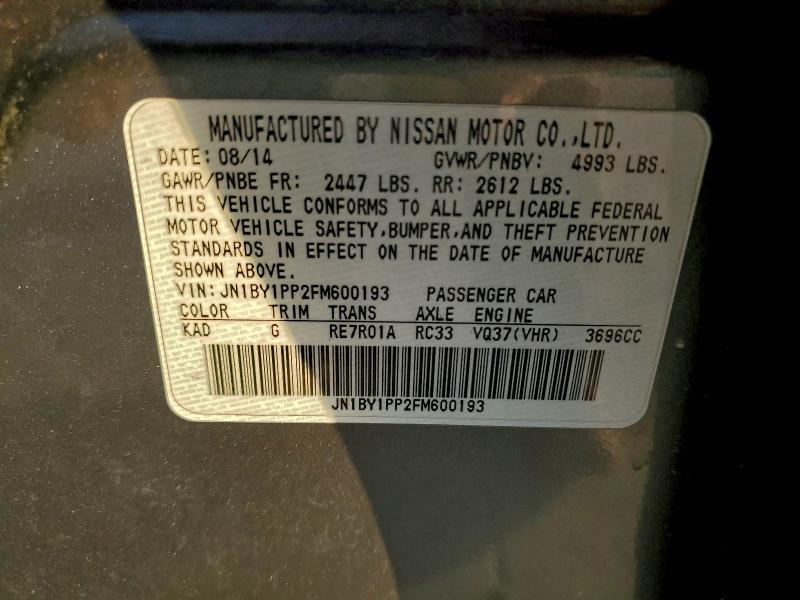 MANUFACTURED BY NISSAN MOTOR CO.,LTD.
DATE: 08/14 GVWR/PNBV: 4993 LBS.
GAWR/PNBE FR: 2447 LBS. RR: 2612 LBS.
THIS VEHICLE CONFORMS TO ALL APPLICABLE FEDERAL
MOTOR VEHICLE SAFETY,BUMPER,AND THEFT PREVENTION
STANDARDS IN EFFECT ON THE DATE OF MANUFACTURE
SHOWN ABOVE.
VIN:JN1BY1PP2FM600193 PASSENGER CAR
COLOR TRIM TRANS AXLE ENGINE
KAD G RE7R01A RC33 VQ37(VHR) 3696CC
JN1BY1PP2FM600193